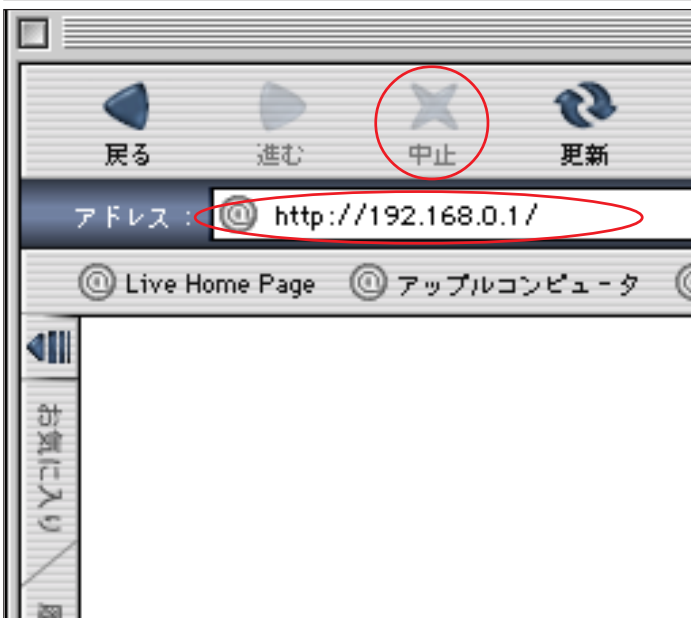 戻る 進む 中止 更新
アドレス : @ http://192.168.0.1/
@ Live Home Page @ アップルコンピュータ
お気に入り